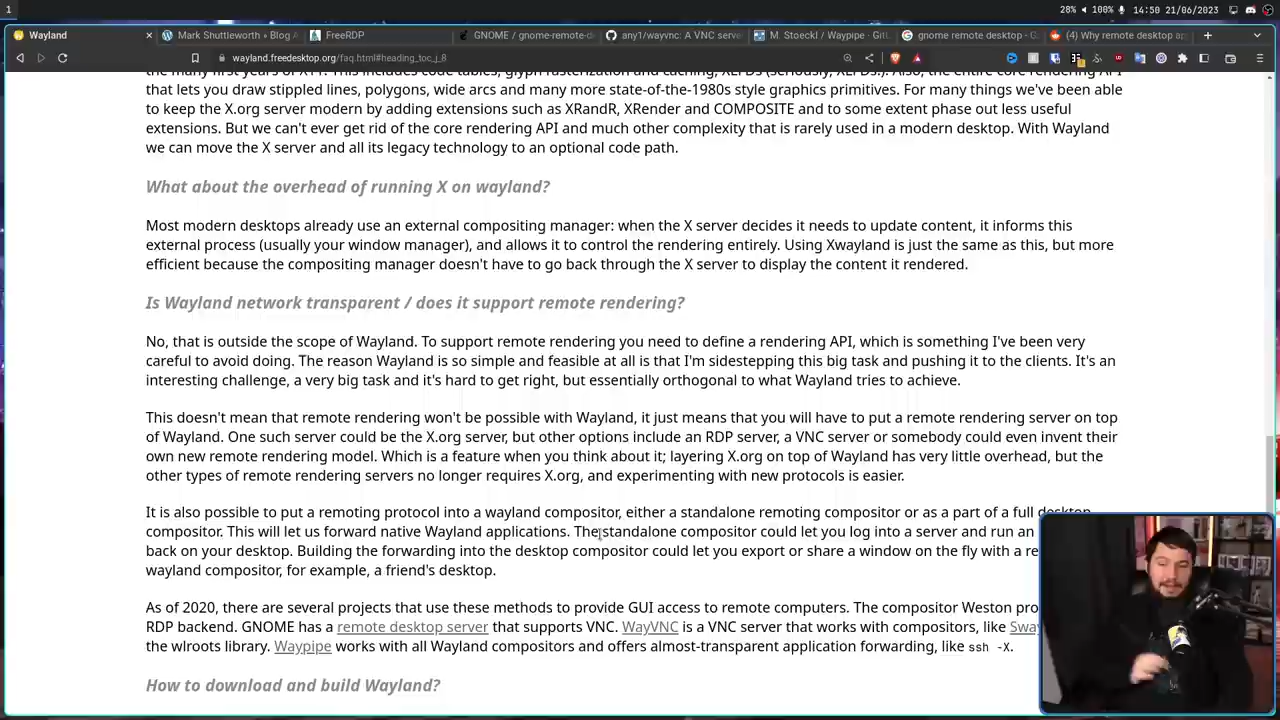 1
28%
100%
14:50 21/06/2023
Wayland
Mark Shuttleworth » Blog A
FreeRDP
GNOME / gnome-remote-d
any1/wayvnc: A VNC serve
M. Stoeckl / Waypipe · GitL
gnome remote desktop - G
(4) Why remote desktop ap
wayland.freedesktop.org/faq.html#heading_toc_j_8
the many first years of X11. This includes code tables, glyph rasterization and caching, XLFDs (seriously, XLFDs!). Also, the entire core rendering API
that lets you draw stippled lines, polygons, wide arcs and many more state-of-the-1980s style graphics primitives. For many things we've been able
to keep the X.org server modern by adding extensions such as XRandR, XRender and COMPOSITE and to some extent phase out less useful
extensions. But we can't ever get rid of the core rendering API and much other complexity that is rarely used in a modern desktop. With Wayland
we can move the X server and all its legacy technology to an optional code path.
What about the overhead of running X on wayland?
Most modern desktops already use an external compositing manager: when the X server decides it needs to update content, it informs this
external process (usually your window manager), and allows it to control the rendering entirely. Using Xwayland is just the same as this, but more
efficient because the compositing manager doesn't have to go back through the X server to display the content it rendered.
Is Wayland network transparent / does it support remote rendering?
No, that is outside the scope of Wayland. To support remote rendering you need to define a rendering API, which is something I've been very
careful to avoid doing. The reason Wayland is so simple and feasible at all is that I'm sidestepping this big task and pushing it to the clients. It's an
interesting challenge, a very big task and it's hard to get right, but essentially orthogonal to what Wayland tries to achieve.
This doesn't mean that remote rendering won't be possible with Wayland, it just means that you will have to put a remote rendering server on top
of Wayland. One such server could be the X.org server, but other options include an RDP server, a VNC server or somebody could even invent their
own new remote rendering model. Which is a feature when you think about it; layering X.org on top of Wayland has very little overhead, but the
other types of remote rendering servers no longer requires X.org, and experimenting with new protocols is easier.
It is also possible to put a remoting protocol into a wayland compositor, either a standalone remoting compositor or as a part of a full desktop
compositor. This will let us forward native Wayland applications. The standalone compositor could let you log into a server and run an
back on your desktop. Building the forwarding into the desktop compositor could let you export or share a window on the fly with a re
wayland compositor, for example, a friend's desktop.
As of 2020, there are several projects that use these methods to provide GUI access to remote computers. The compositor Weston pro
RDP backend. GNOME has a remote desktop server that supports VNC. WayVNC is a VNC server that works with compositors, like Sway
the wlroots library. Waypipe works with all Wayland compositors and offers almost-transparent application forwarding, like ssh -X.
How to download and build Wayland?